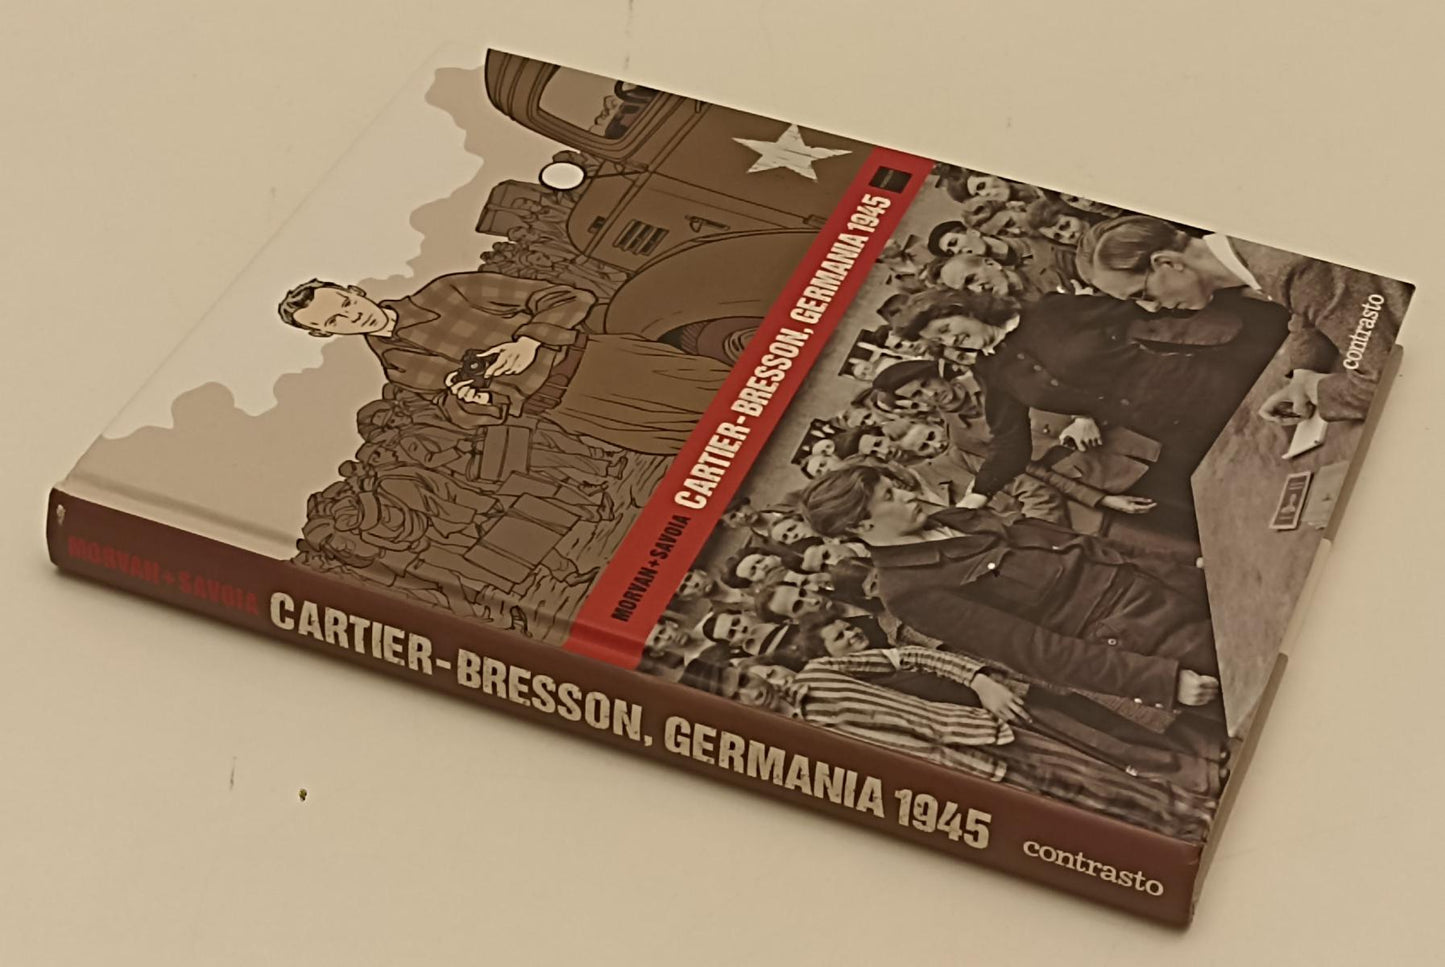 MORVAN+SAVOIA CARTIER-BRESSON, GERMANIA 1945
contrasto
MORVAN+SAVOIA CARTIER-BRESSON, GERMANIA 1945 contrasto